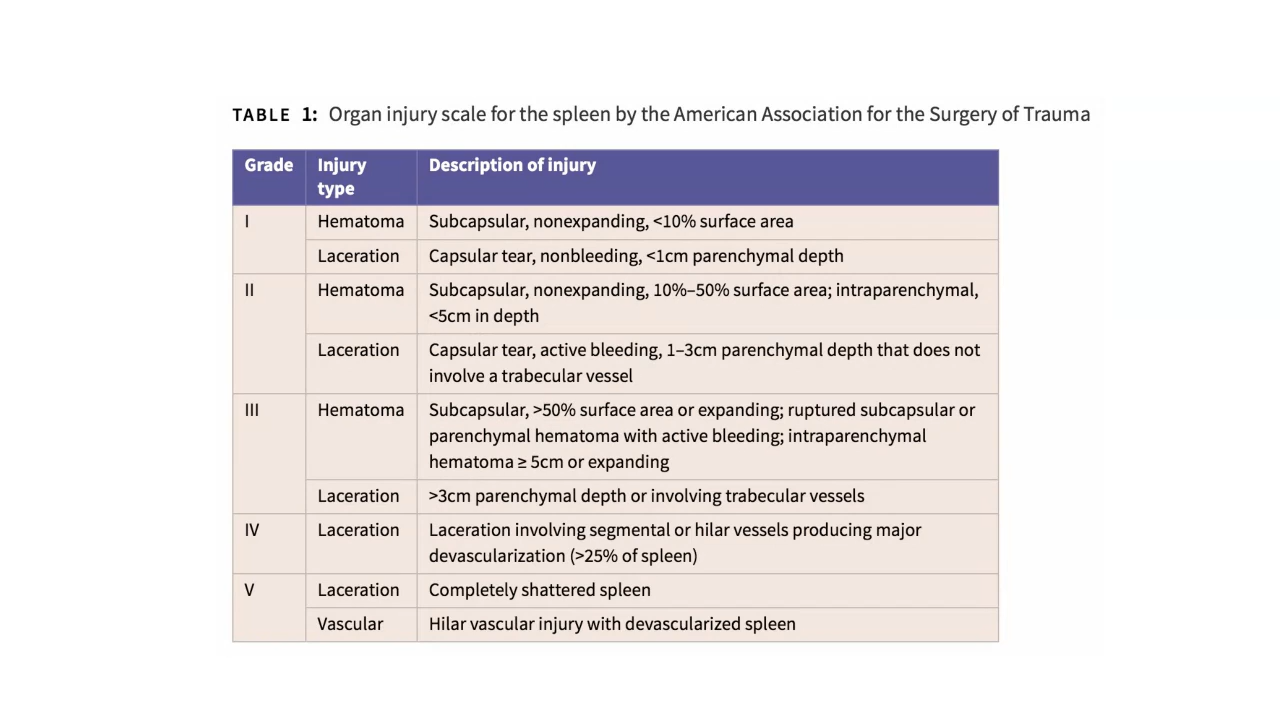 TABLE 1: Organ injury scale for the spleen by the American Association for the Surgery of Trauma
Grade Injury type Description of injury
I Hematoma Subcapsular, nonexpanding, <10% surface area
Laceration Capsular tear, nonbleeding, <1cm parenchymal depth
II Hematoma Subcapsular, nonexpanding, 10%–50% surface area; intraparenchymal,
<5cm in depth
Laceration Capsular tear, active bleeding, 1–3cm parenchymal depth that does not
involve a trabecular vessel
III Hematoma Subcapsular, >50% surface area or expanding; ruptured subcapsular or
parenchymal hematoma with active bleeding; intraparenchymal
hematoma ≥ 5cm or expanding
Laceration >3cm parenchymal depth or involving trabecular vessels
IV Laceration Laceration involving segmental or hilar vessels producing major
devascularization (>25% of spleen)
V Laceration Completely shattered spleen
Vascular Hilar vascular injury with devascularized spleen